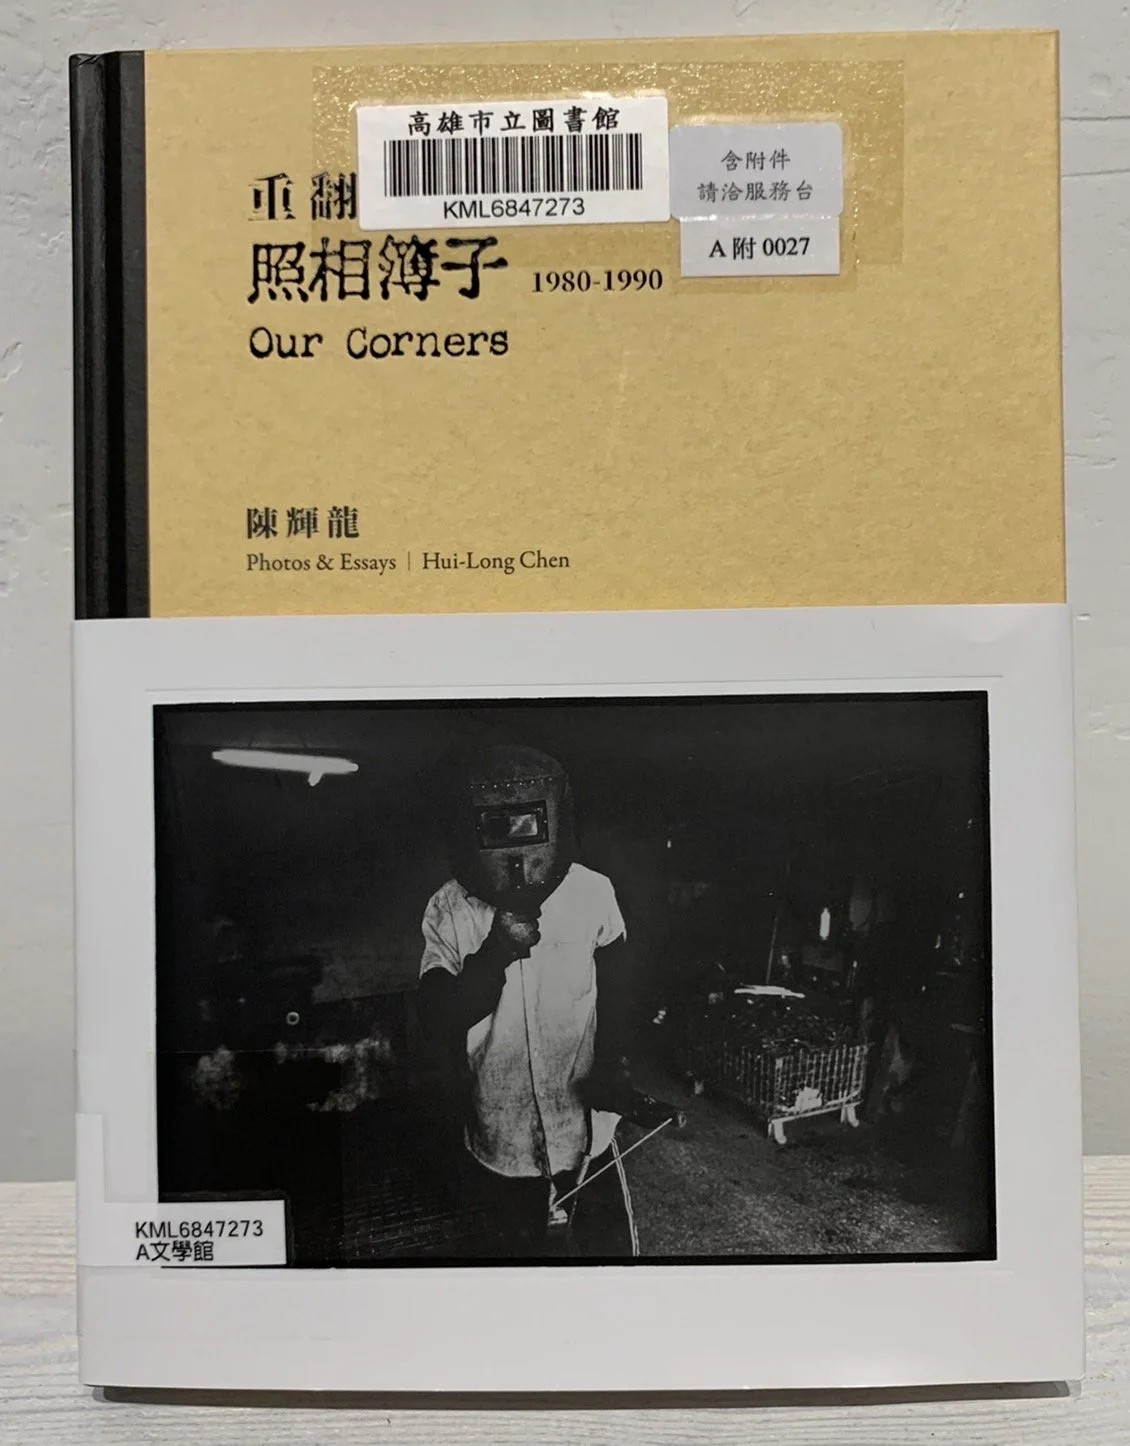 高雄市立圖書館
KML6847273
含附件
請洽服務台
A 附 0027
重翻
照相簿子 1980-1990
Our Corners
陳輝龍
Photos & Essays | Hui-Long Chen
KML6847273
A文學館